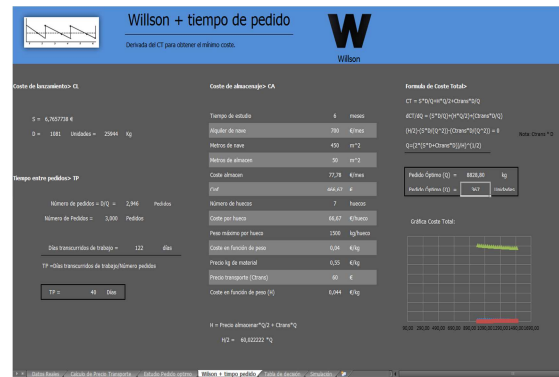 Willson + tiempo de pedido
Derivada del CT para obtener el mínimo coste.
Willson
Coste de lanzamiento> CL
S = 6,7657738 €
D = 1081 Unidades = 25944 Kg
Tiempo entre pedidos> TP
Número de pedidos = D/Q = 2,946 Pedidos
Número de Pedidos = 3,000 Pedidos
Días transcurridos de trabajo = 122 días
TP =Días transcurridos de trabajo/Número pedidos
TP = 40 Días
Coste de almacenaje> CA
Tiempo de estudio 6 meses
Alquiler de nave 700 €/mes
Metros de nave 450 m^2
Metros de almacen 50 m^2
Coste almacen 77,78 €/mes
466,67 €
Número de huecos 7 huecos
Coste por hueco 66,67 €/hueco
Peso máximo por hueco 1500 kg/hueco
Coste en función de peso 0,04 €/kg
Precio kg de material 0,55 €/kg
Precio transporte (Ctrans) 60 €
Coste en función de peso (H) 0,044 €/kg
H = Precio almacenar*Q/2 + Ctrans*Q
H/2 = 60,022222 *Q
Formula de Coste Total>
CT = S*D/Q+H*Q/2+Ctrans*D/Q
dCT/dQ = (S*D/Q)+(H*Q/2)+(Ctrans*D/Q)
(H/2)-(S*D/(Q^2))-(Ctrans*D/(Q^2)) = 0
Nota: Ctrans * D
Q=(2*(S*D+Ctrans*D)/H)^(1/2)
Pedido Óptimo (Q) = 8828,80 kg
Pedido Óptimo (Q) = 367 Unidades
Gráfica Coste Total:
Datos Reales Calculo de Precio Transporte Estudio Pedido optimo Wilson + timpo pedido Tabla de decisión Simulación